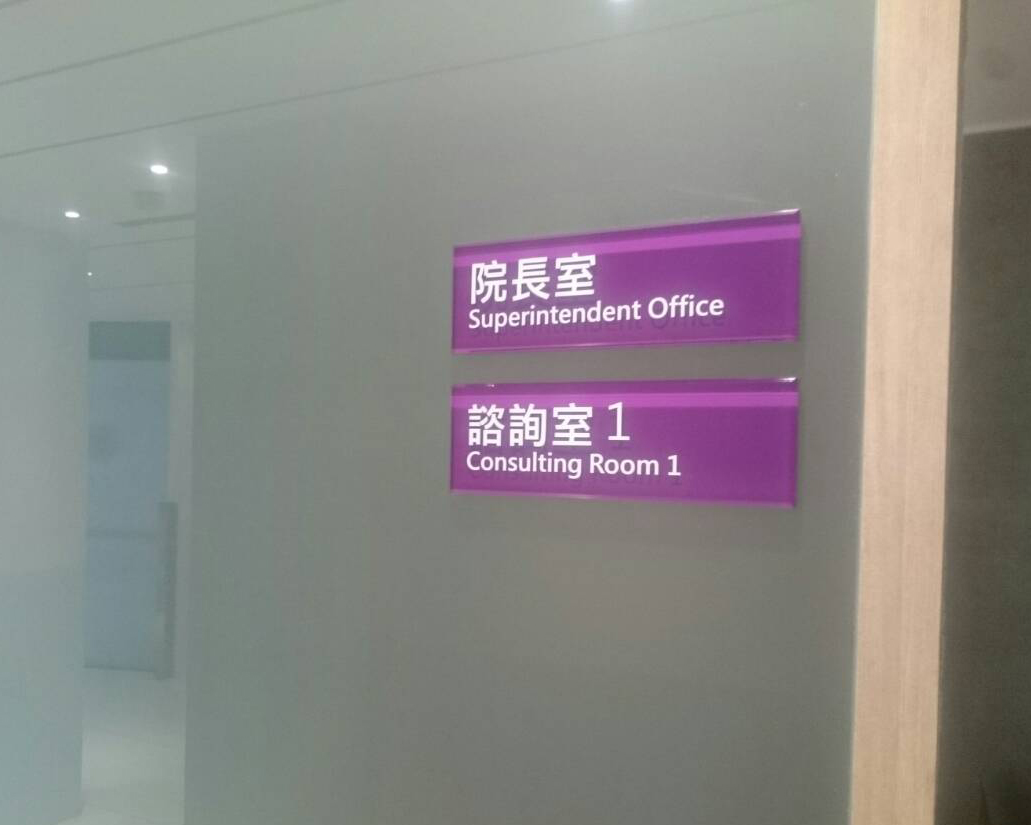 院長室
Superintendent Office
諮詢室 1
Consulting Room 1